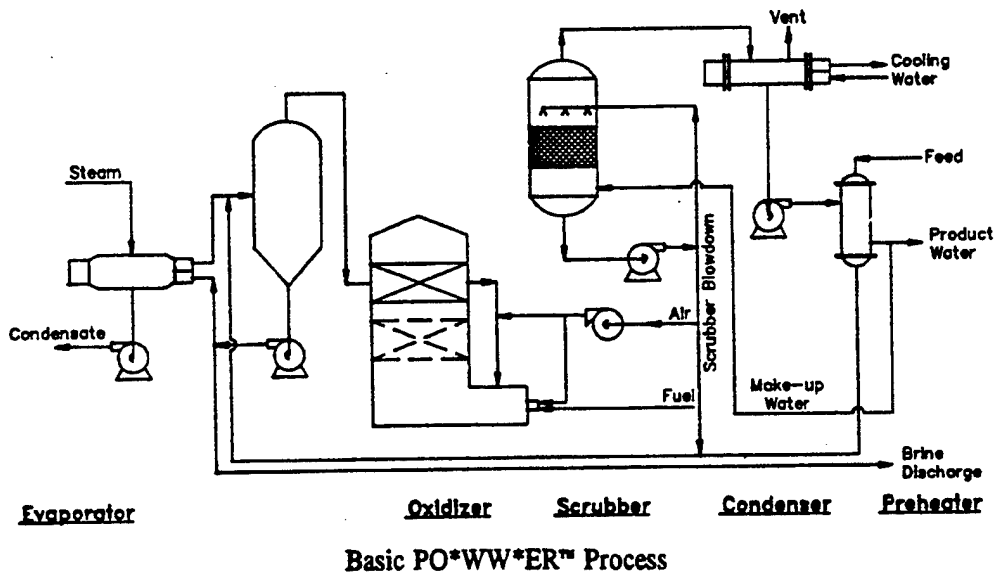 Vent
Cooling
Water
Steam
Feed
Product
Water
Condensate
Air
Scrubber Blowdown
Fuel
Make-up
Water
Brine
Discharge
Evaporator
Oxidizer
Scrubber
Condenser
Preheater
Basic PO*WW*ER™ Process